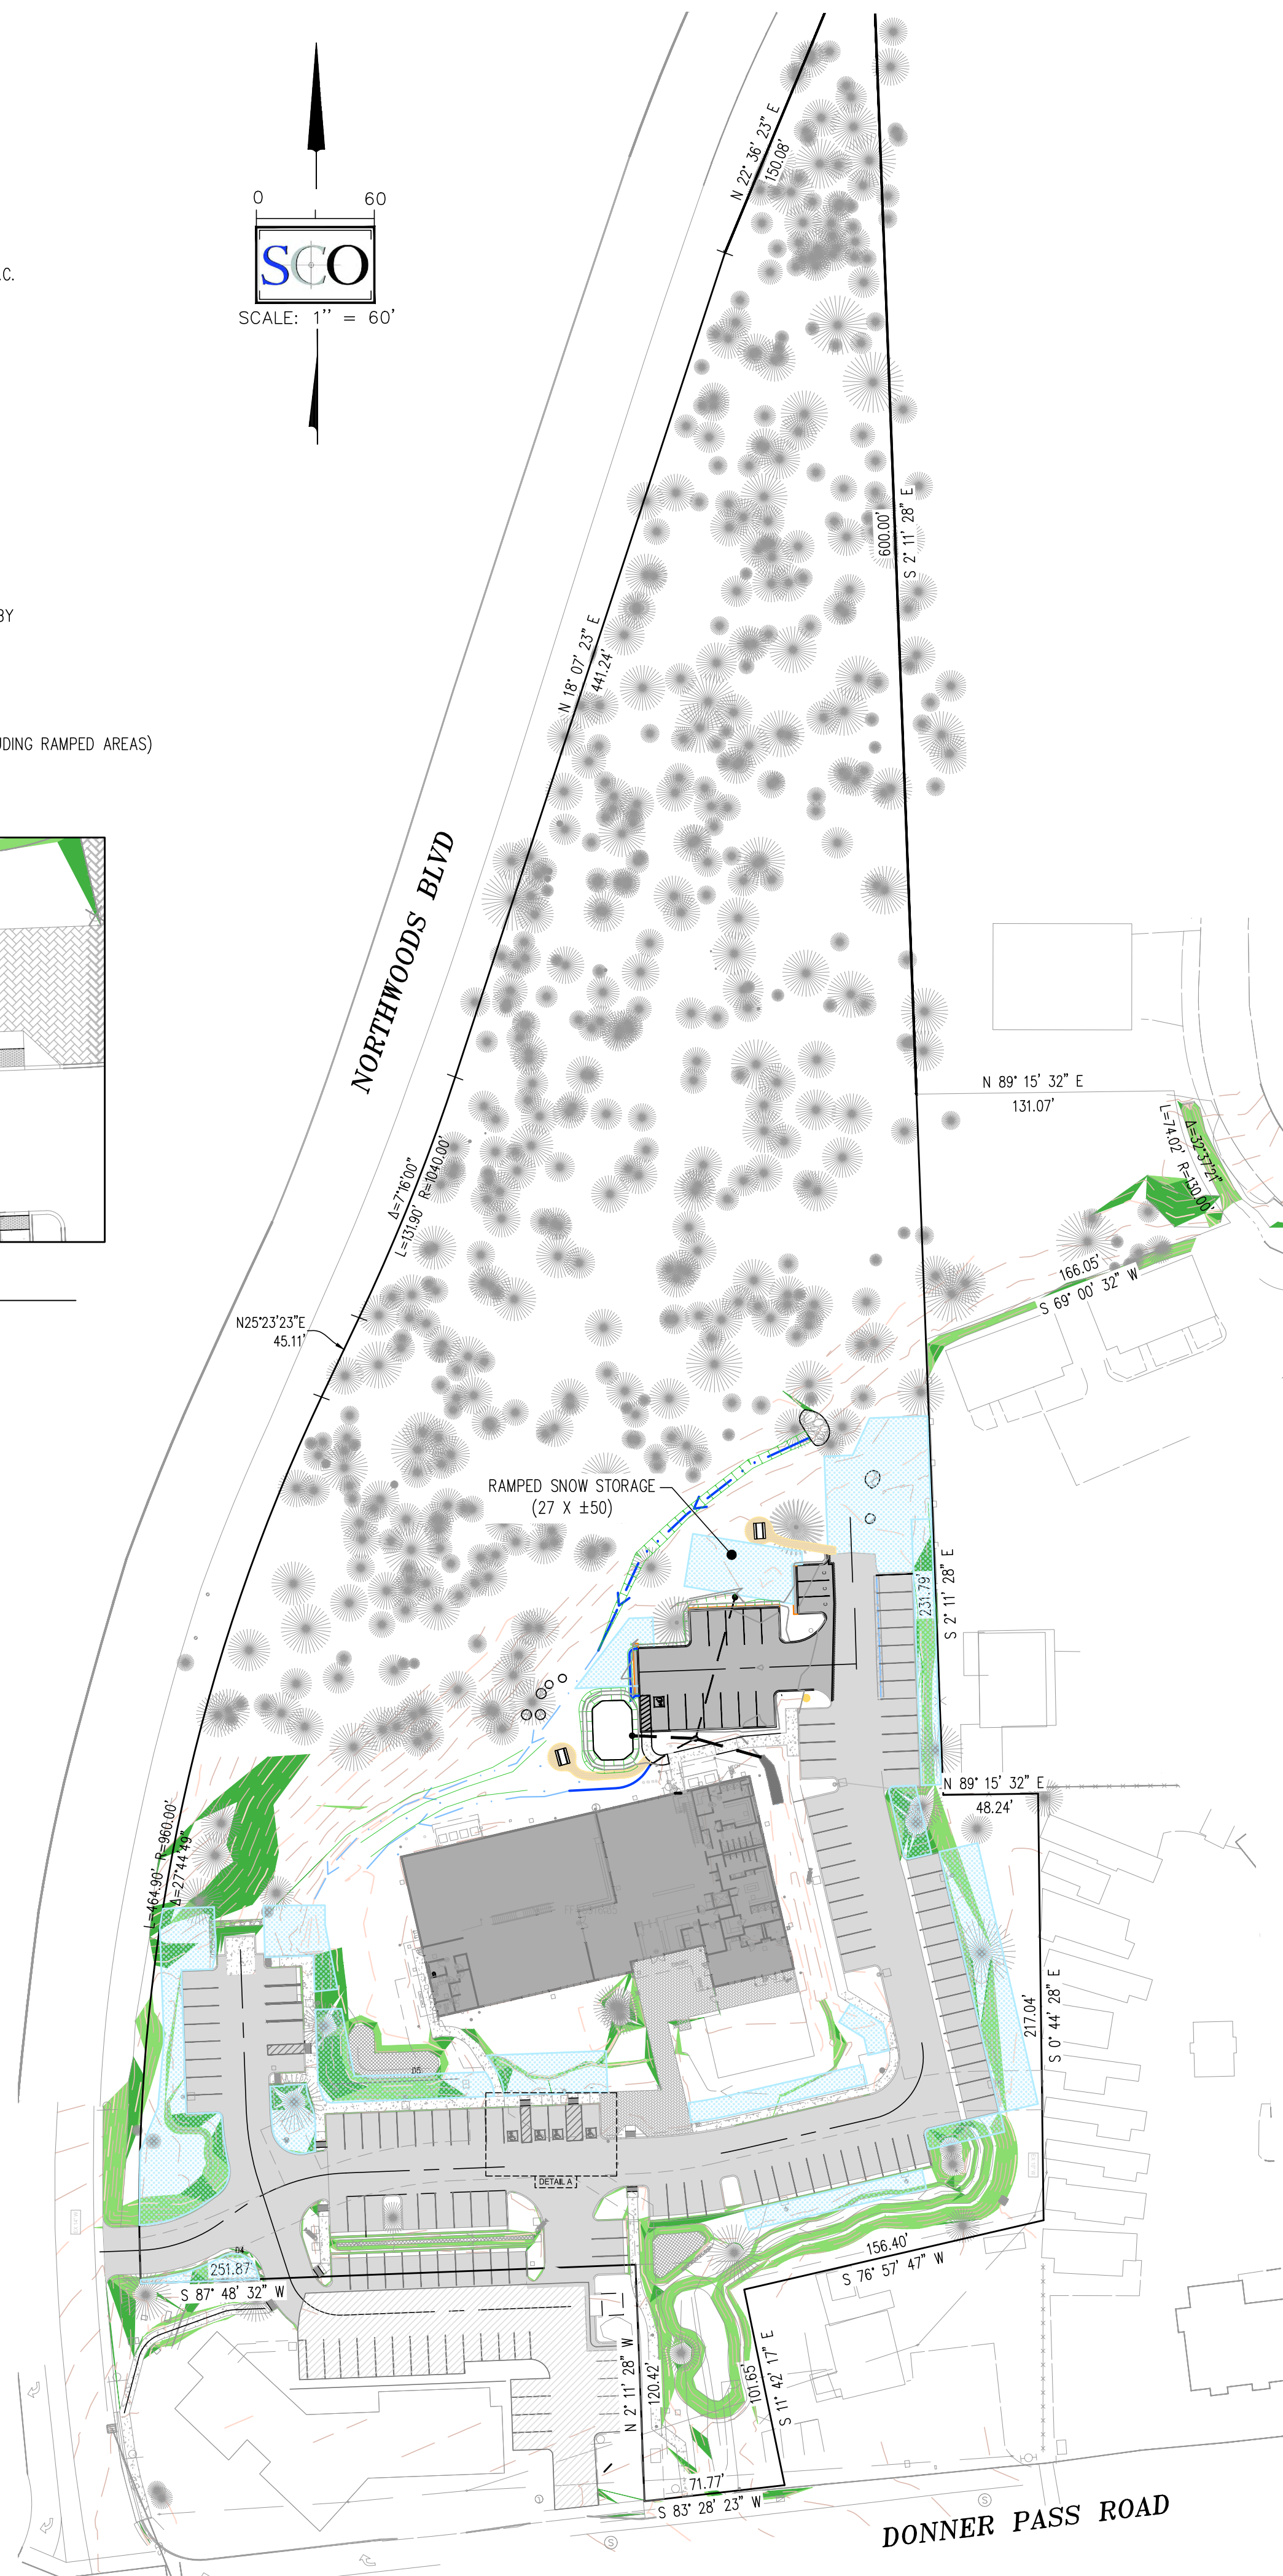 N 22° 36' 23" E
150.08'
0 60
SCO
SCALE: 1'' = 60'
.C.
600.00'
S 2° 11' 28" E
BY
N 18° 07' 23" E
441.24'
UDING RAMPED AREAS)
NORTHWOODS BLVD
N 89° 15' 32" E
131.07'
Δ=32°37'21"
L=74.02' R=130.00'
Δ=7°16'00"
L=131.90' R=1040.00'
166.05'
S 69° 00' 32" W
N25°23'23"E
45.11'
RAMPED SNOW STORAGE
(27 X ±50)
231.79'
S 2° 11' 28" E
N 89° 15' 32" E
48.24'
L=464.90' R=960.00'
Δ=27°44'49"
217.04'
S 0° 44' 28" E
D5
DETAIL A
D4
251.87'
S 87° 48' 32" W
156.40'
S 76° 57' 47" W
N 2° 11' 28" W
120.42'
101.65'
S 11° 42' 17" E
71.77'
S 83° 28' 23" W
S
S
DONNER PASS ROAD